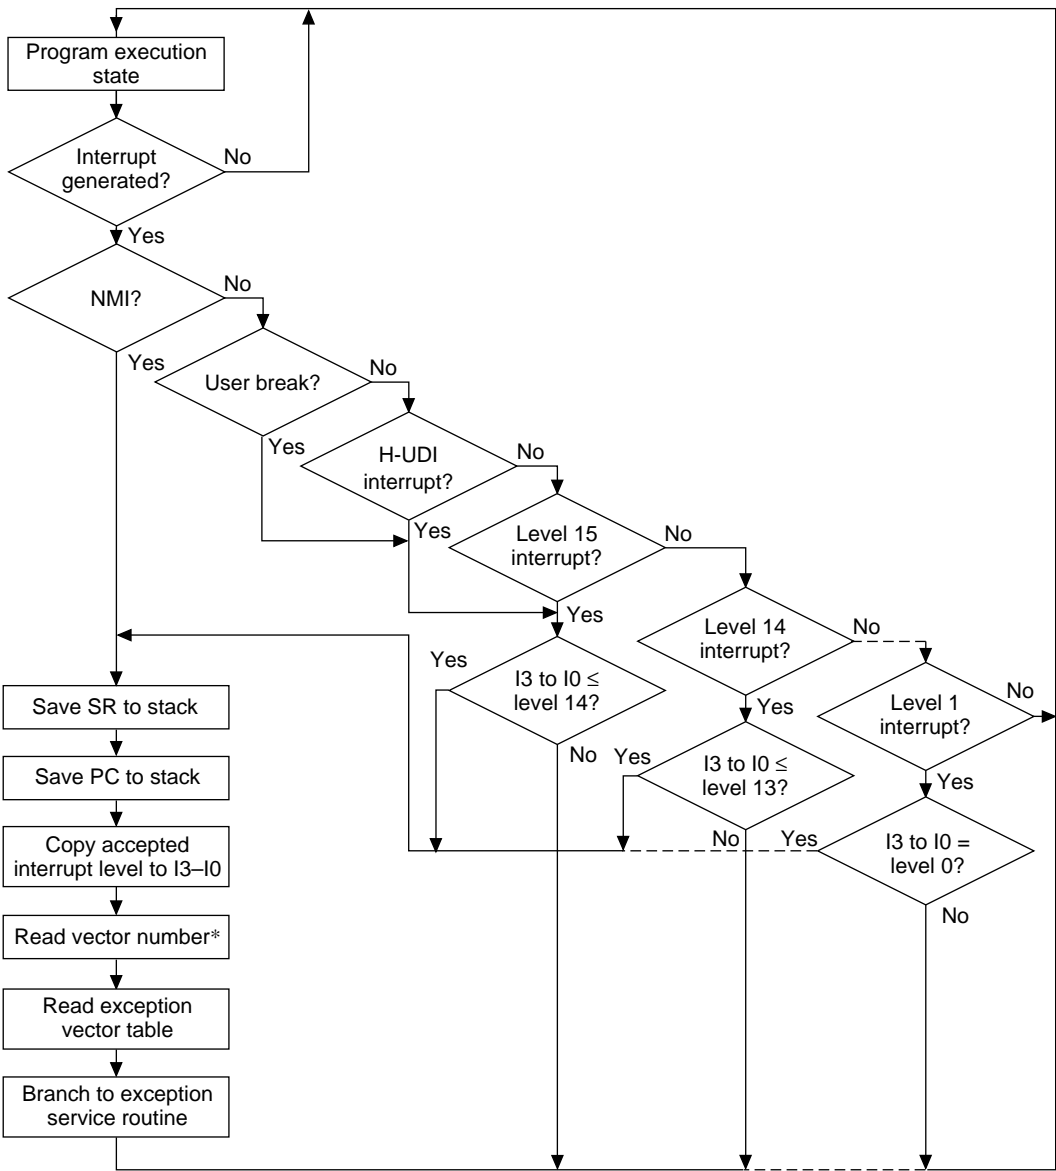 Program execution
state
Interrupt
generated?
No
Yes
NMI?
No
Yes
User break?
No
Yes
H-UDI
interrupt?
No
Yes
Level 15
interrupt?
No
Yes
Level 14
interrupt?
No
Yes
I3 to I0 ≤
level 14?
Yes
No
Level 1
interrupt?
No
Yes
I3 to I0 ≤
level 13?
Yes
No
I3 to I0 =
level 0?
Yes
No
Save SR to stack
Save PC to stack
Copy accepted
interrupt level to I3–I0
Read vector number*
Read exception
vector table
Branch to exception
service routine